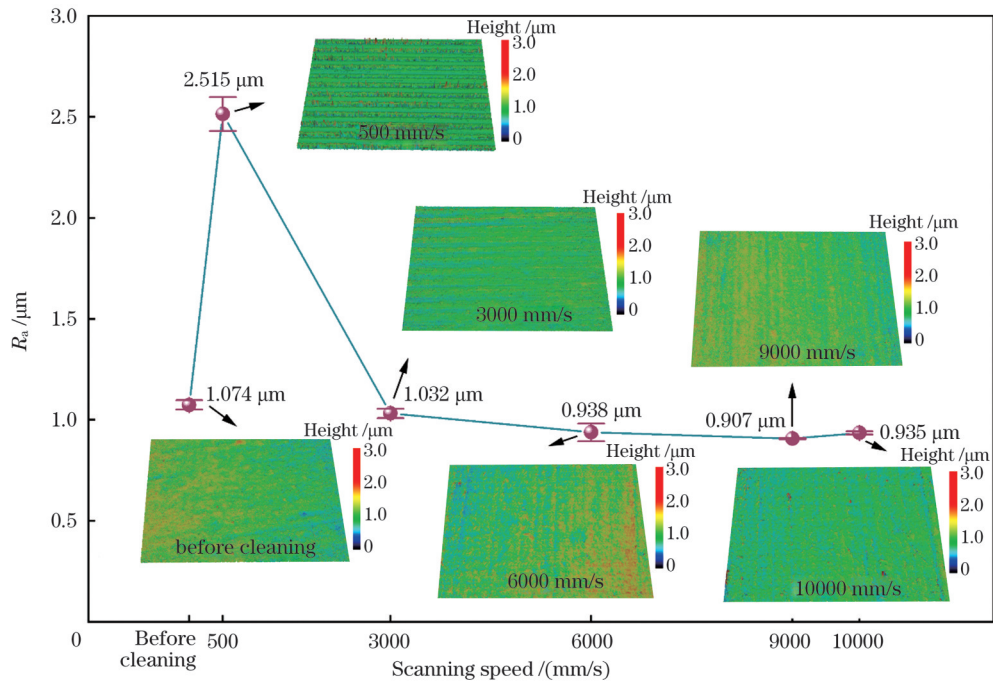 3.0
2.5
2.0
1.5
1.0
0.5
0
Ra /μm
Height /μm
3.0
2.0
1.0
0
500 mm/s
2.515 μm
Height /μm
3.0
2.0
1.0
0
3000 mm/s
1.032 μm
Height /μm
3.0
2.0
1.0
0
9000 mm/s
0.907 μm
1.074 μm
Height /μm
3.0
2.0
1.0
0
before cleaning
0.938 μm
Height /μm
3.0
2.0
1.0
0
6000 mm/s
0.935 μm
Height /μm
3.0
2.0
1.0
0
10000 mm/s
Before
cleaning
500
3000
6000
9000
10000
Scanning speed /(mm/s)